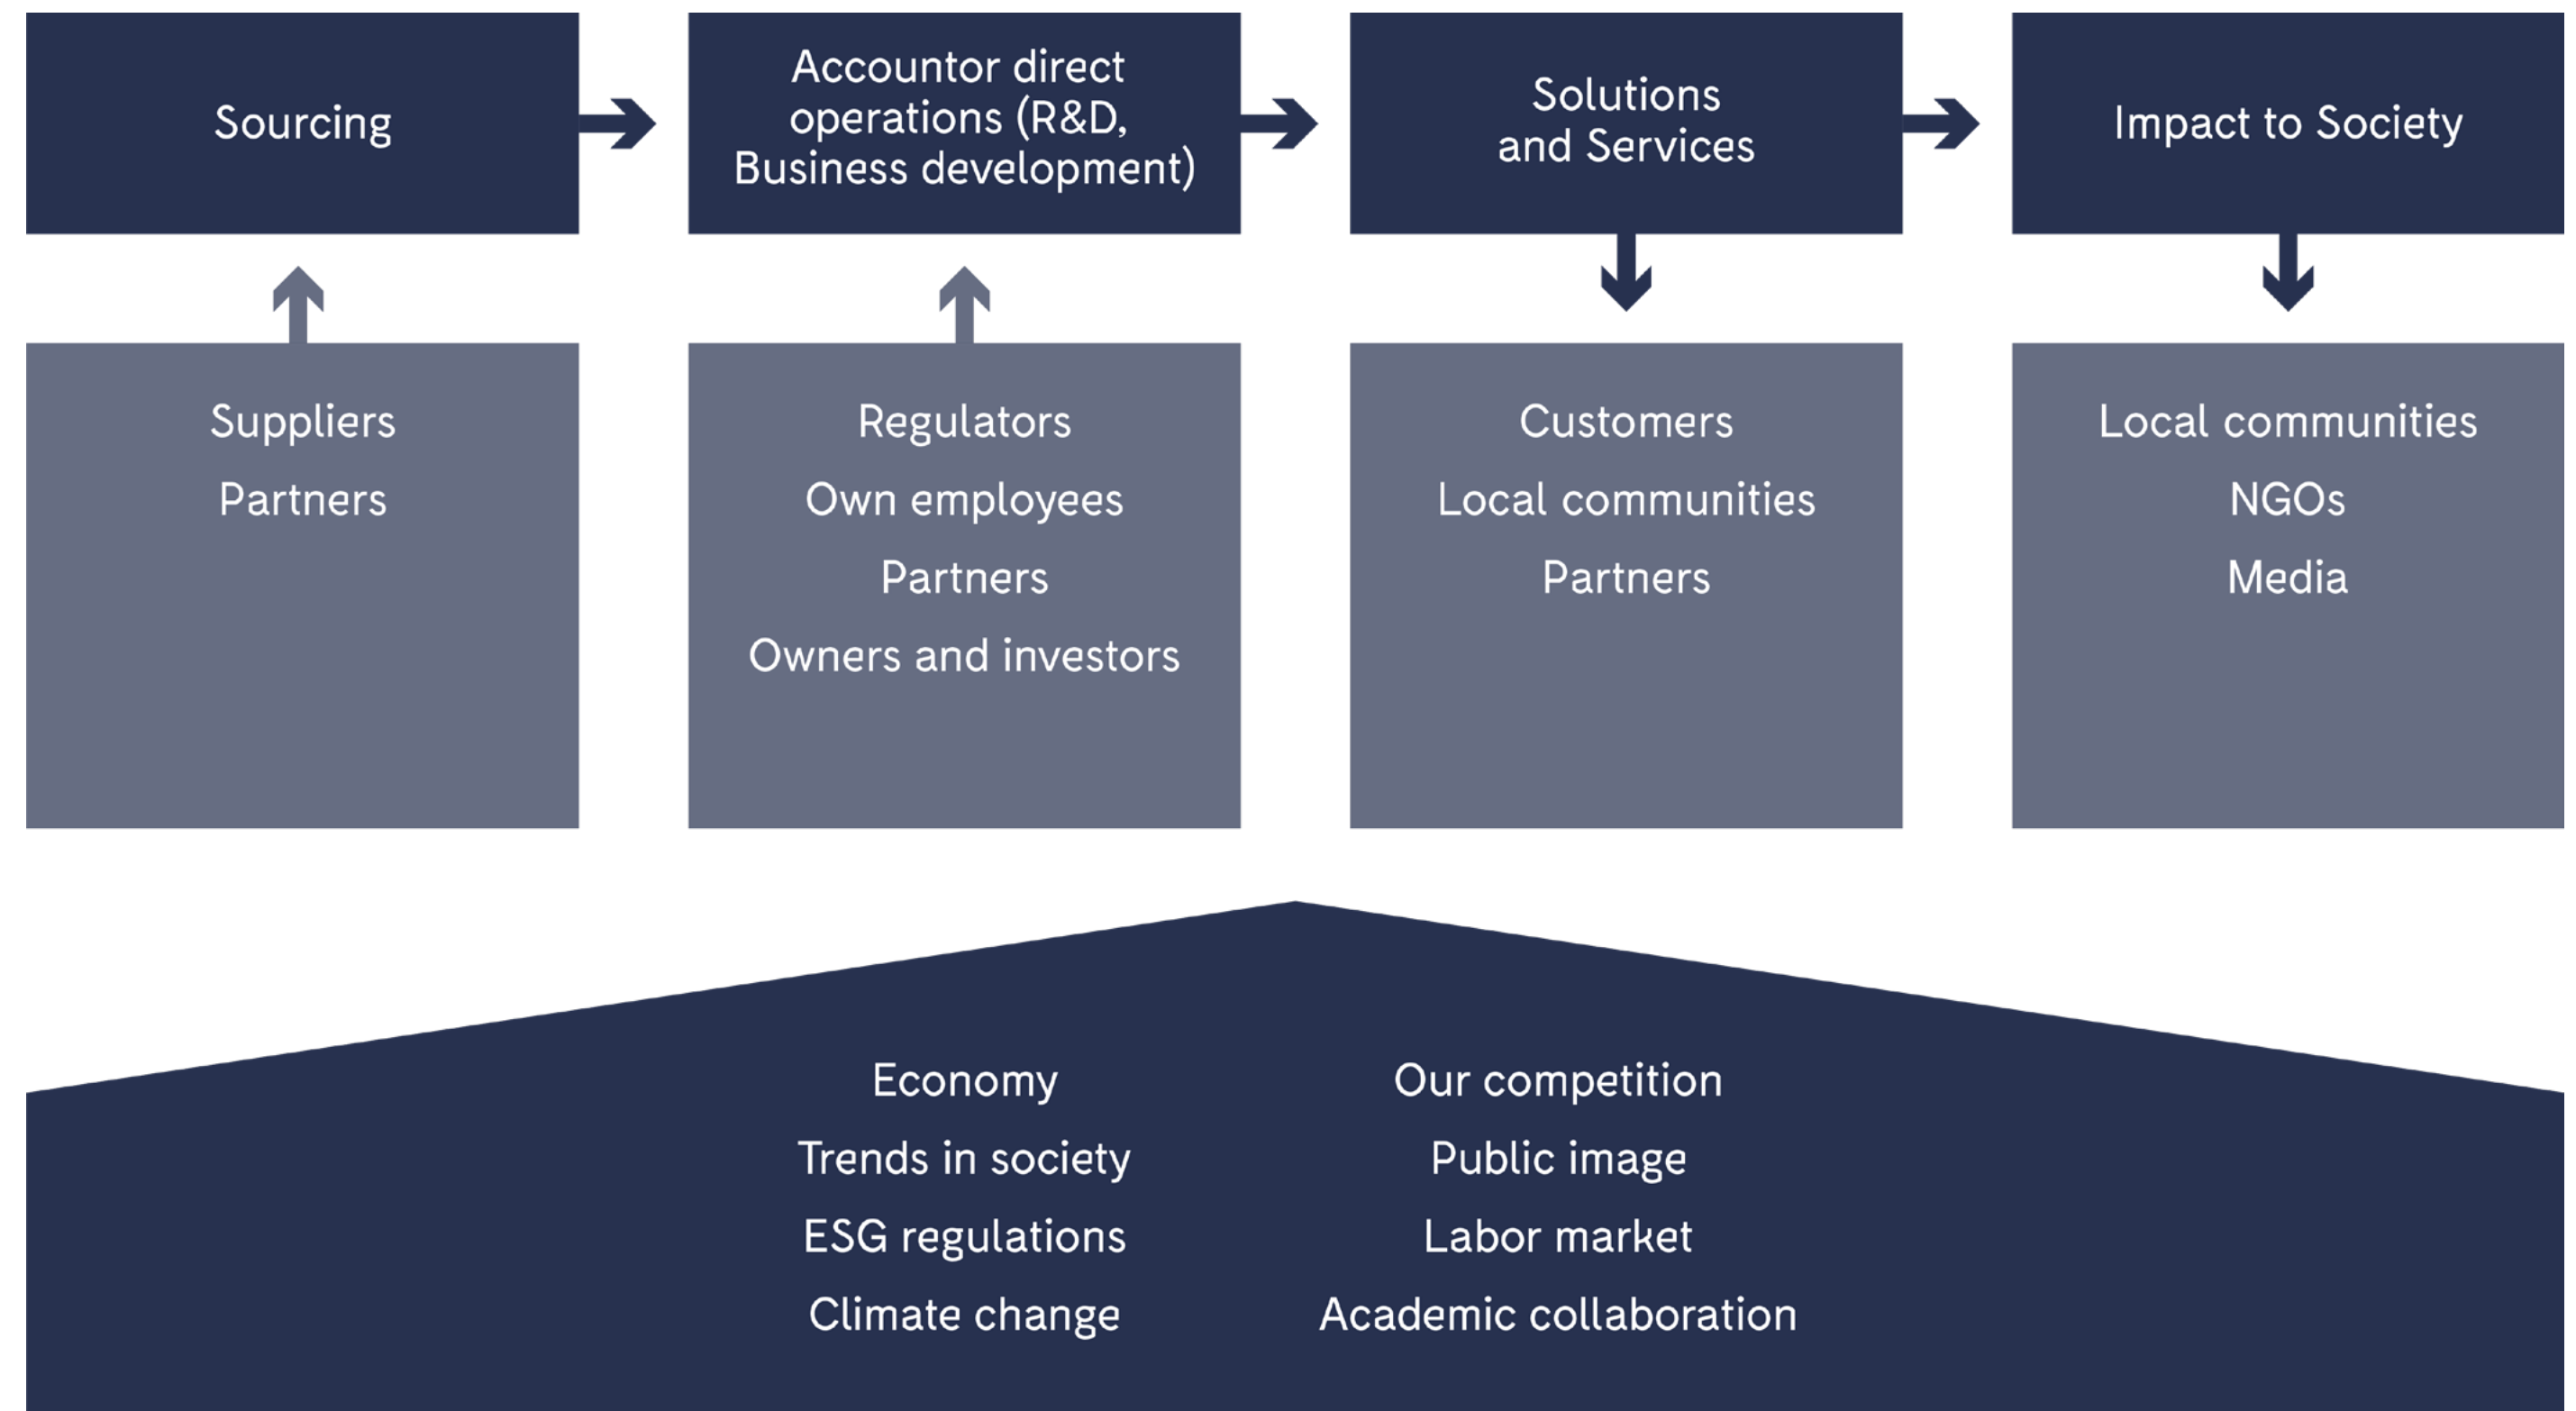 Sourcing
Accountor direct
operations (R&D,
Business development)
Solutions
and Services
Impact to Society
Suppliers
Partners
Regulators
Own employees
Partners
Owners and investors
Customers
Local communities
Partners
Local communities
NGOs
Media
Economy
Trends in society
ESG regulations
Climate change
Our competition
Public image
Labor market
Academic collaboration